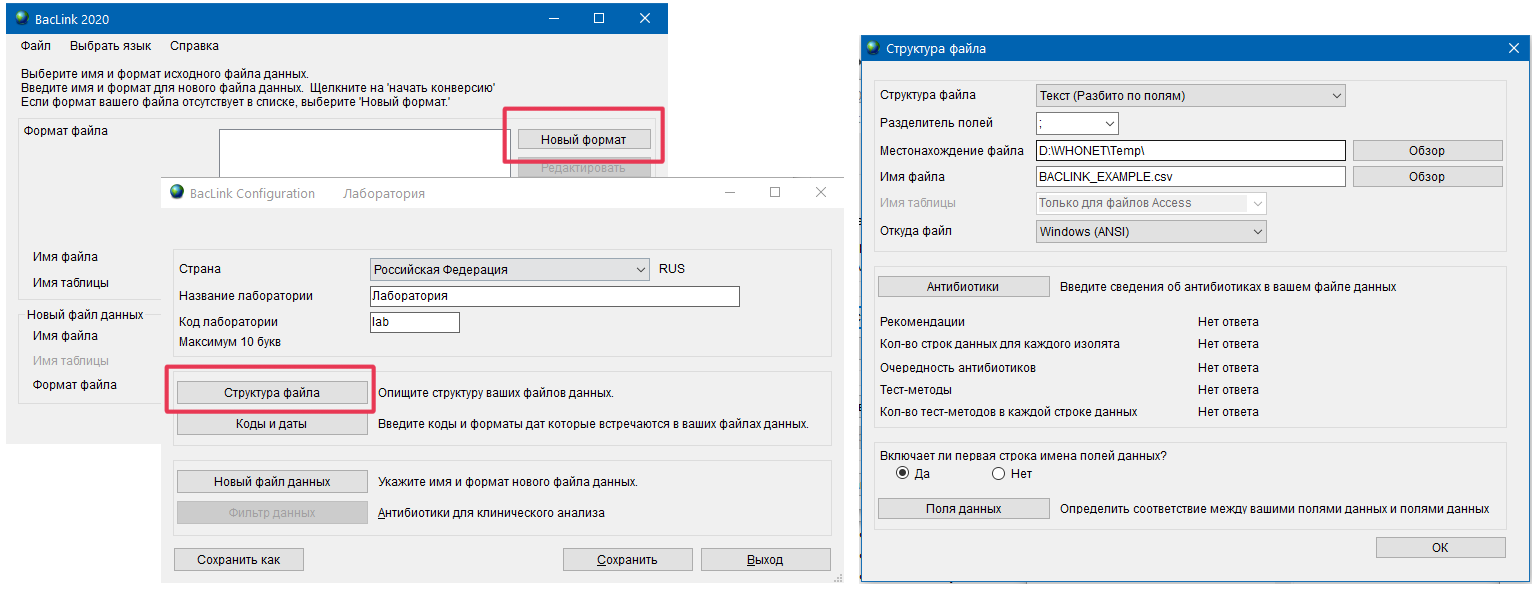 BacLink 2020
Файл Выбрать язык Справка
Выберите имя и формат исходного файла данных.
Введите имя и формат для нового файла данных. Щелкните на 'начать конверсию'
Если формат вашего файла отсутствует в списке, выберите 'Новый формат.'
Формат файла
Новый формат
Редактировать
Имя файла
Имя таблицы
Новый файл данных
Имя файла
Имя таблицы
Формат файла
BacLink Configuration Лаборатория
Страна Российская Федерация RUS
Название лаборатории Лаборатория
Код лаборатории lab
Максимум 10 букв
Структура файла Опищите структуру ваших файлов данных.
Коды и даты Введите коды и форматы дат которые встречаются в ваших файлах данных.
Новый файл данных Укажите имя и формат нового файла данных.
Фильтр данных Антибиотики для клинического анализа
Сохранить как Сохранить Выход
Структура файла
Структура файла Текст (Разбито по полям)
Разделитель полей ;
Местонахождение файла D:\WHONET\Temp\ Обзор
Имя файла BACLINK_EXAMPLE.csv Обзор
Имя таблицы Только для файлов Access
Откуда файл Windows (ANSI)
Антибиотики Введите сведения об антибиотиках в вашем файле данных
Рекомендации Нет ответа
Кол-во строк данных для каждого изолята Нет ответа
Очередность антибиотиков Нет ответа
Тест-методы Нет ответа
Кол-во тест-методов в каждой строке данных Нет ответа
Включает ли первая строка имена полей данных?
Да Нет
Поля данных Определить соответствие между вашими полями данных и полями данных
OK